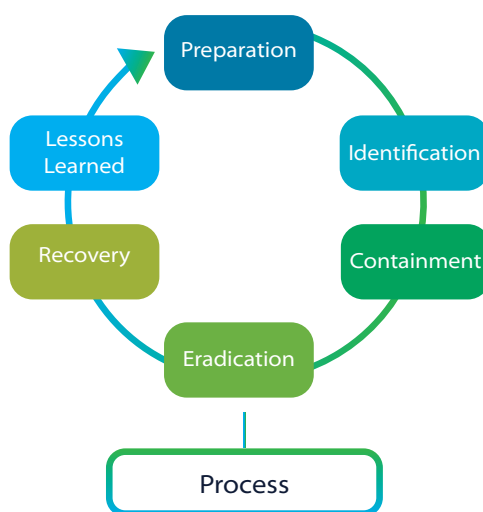 Preparation
Identification
Containment
Eradication
Recovery
Lessons
Learned
Process